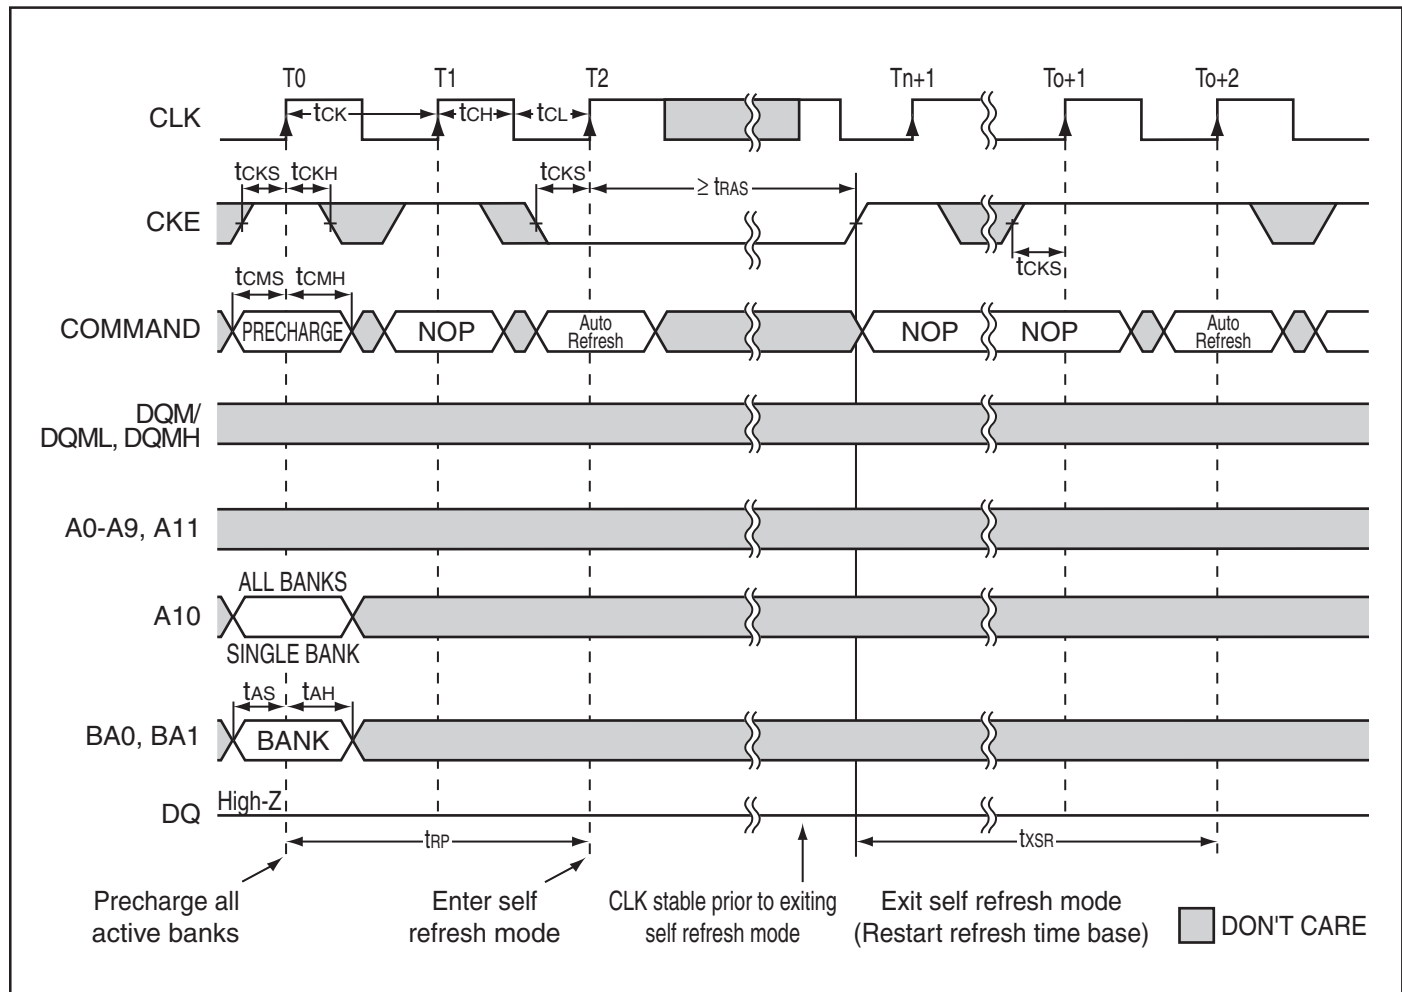 T0 T1 T2 Tn+1 To+1 To+2
CLK
tCK tCH tCL
tCKS tCKH tCKS ≥ tRAS
CKE
tCKS
tCMS tCMH
COMMAND PRECHARGE NOP Auto Refresh NOP NOP Auto Refresh
DQM/
DQML, DQMH
A0-A9, A11
ALL BANKS
A10
SINGLE BANK
tAS tAH
BA0, BA1 BANK
DQ High-Z
tRP tXSR
Precharge all
active banks
Enter self
refresh mode
CLK stable prior to exiting
self refresh mode
Exit self refresh mode
(Restart refresh time base)
DON'T CARE